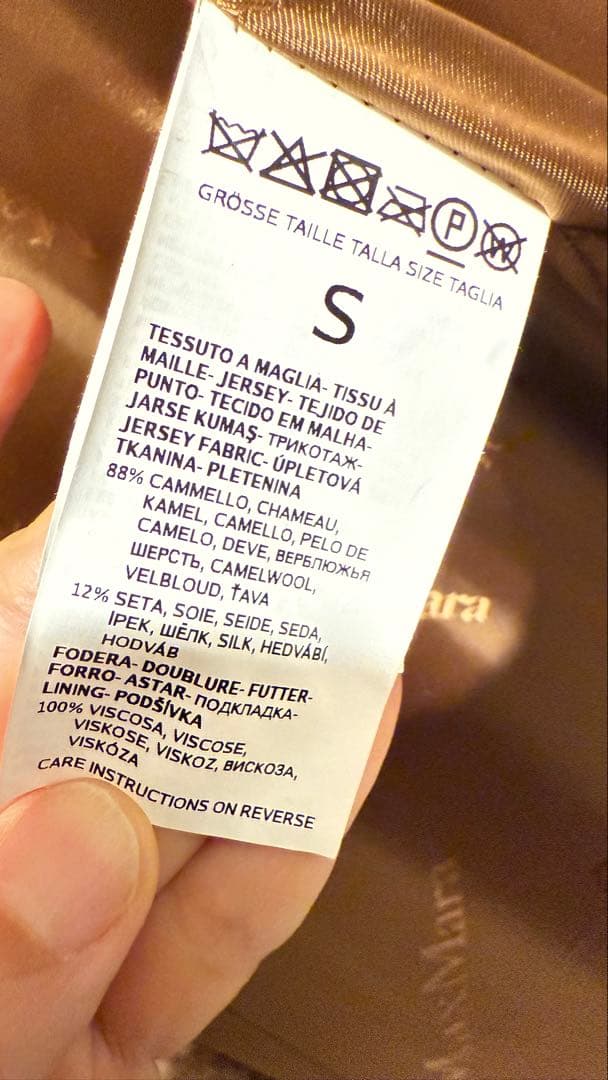 P W
GRÖSSE TAILLE TALLA SIZE TAGLIA
S
TESSUTO A MAGLIA- TISSU À
MAILLE- JERSEY- TEJIDO DE
PUNTO- TECIDO EM MALHA-
JARSE KUMAŞ- ТРИКОТАЖ-
JERSEY FABRIC- ÚPLETOVÁ
TKANINA- PLETENINA
88% CAMMELLO, CHAMEAU,
KAMEL, CAMELLO, PELO DE
CAMELO, DEVE, ВЕРБЛЮЖЬЯ
ШЕРСТЬ, CAMELWOOL,
VELBLOUD, ŤAVA
12% SETA, SOIE, SEIDE, SEDA,
İPEK, ШЁЛК, SILK, HEDVÁBÍ,
HODVÁB
FODERA- DOUBLURE- FUTTER-
FORRO- ASTAR- ПОДКЛАДКА-
LINING- PODŠÍVKA
100% VISCOSA, VISCOSE,
VISKOSE, VISKOZ, ВИСКОЗА,
VISKÓZA
CARE INSTRUCTIONS ON REVERSE
ara
xMara